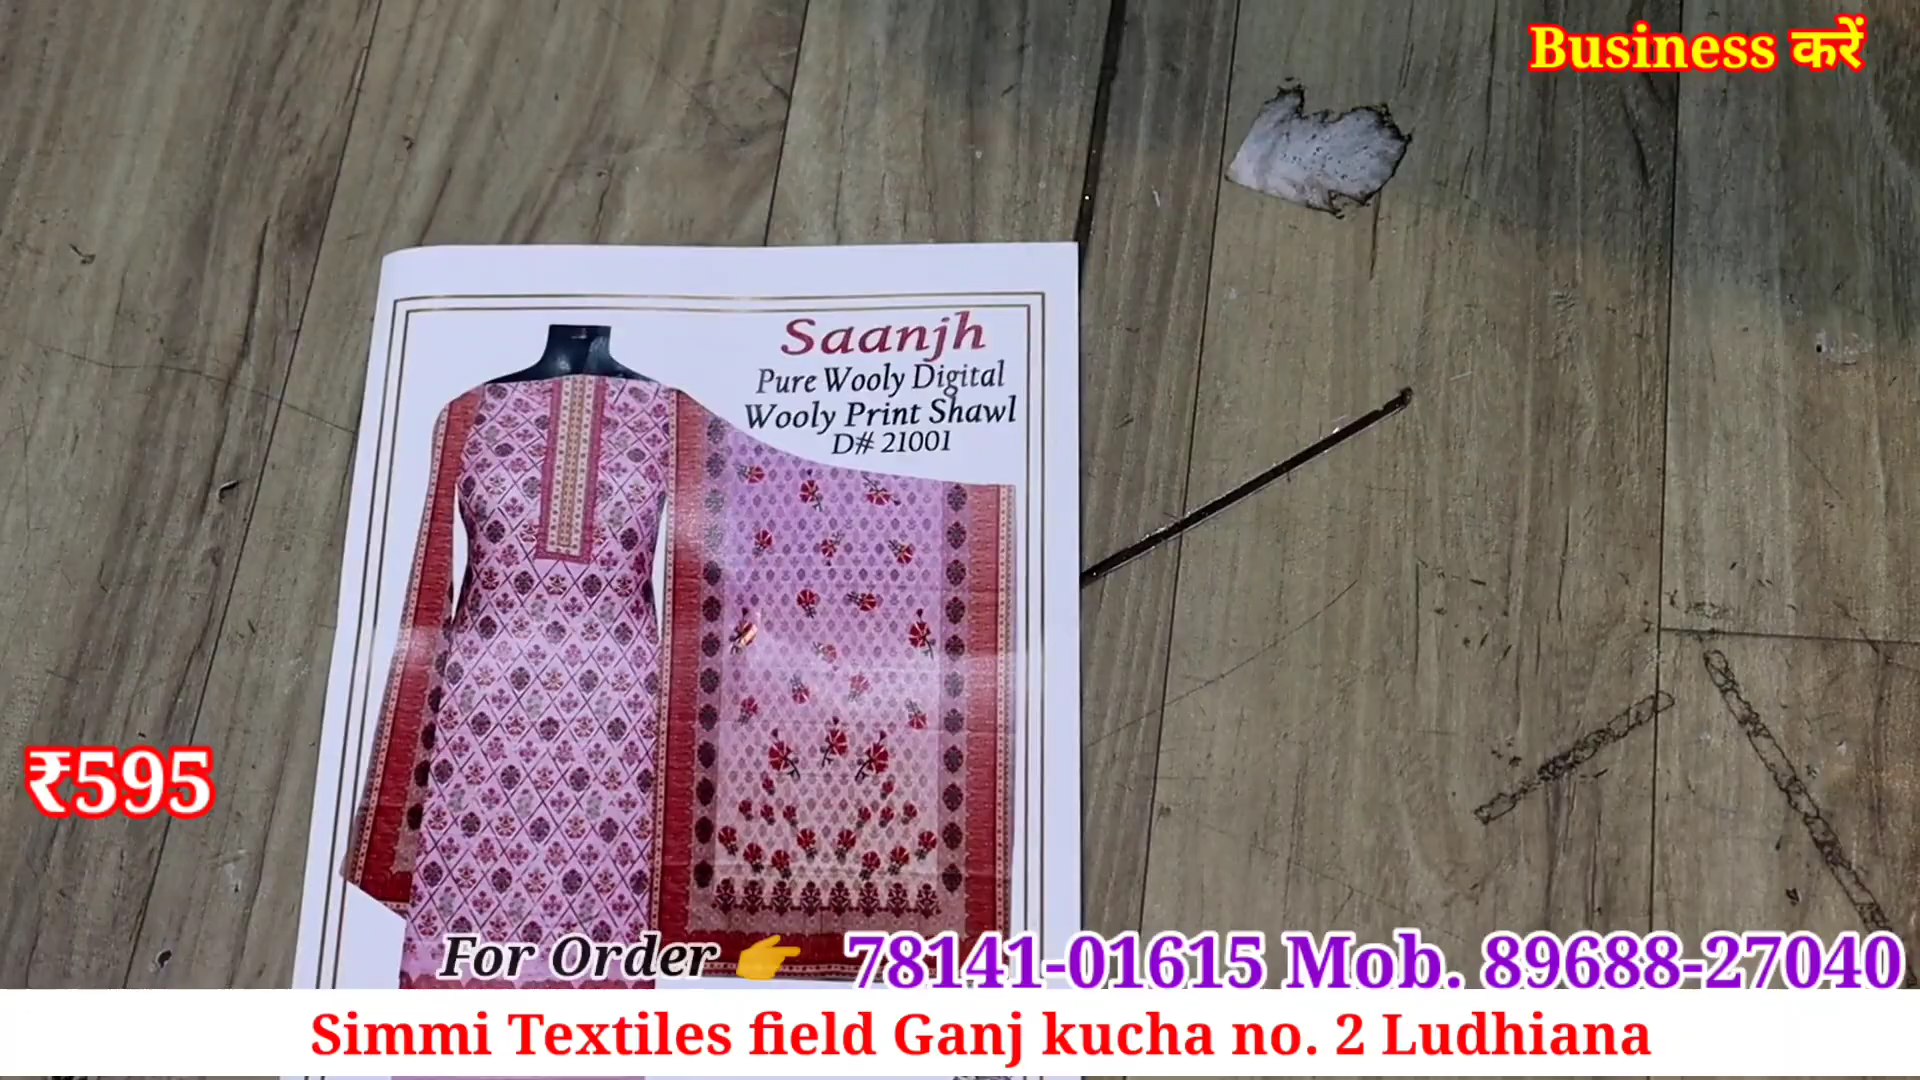 Business करें
Saanjh
Pure Wooly Digital
Wooly Print Shawl
D# 21001
₹595
For Order 👉 78141-01615 Mob. 89688-27040
Simmi Textiles field Ganj kucha no. 2 Ludhiana